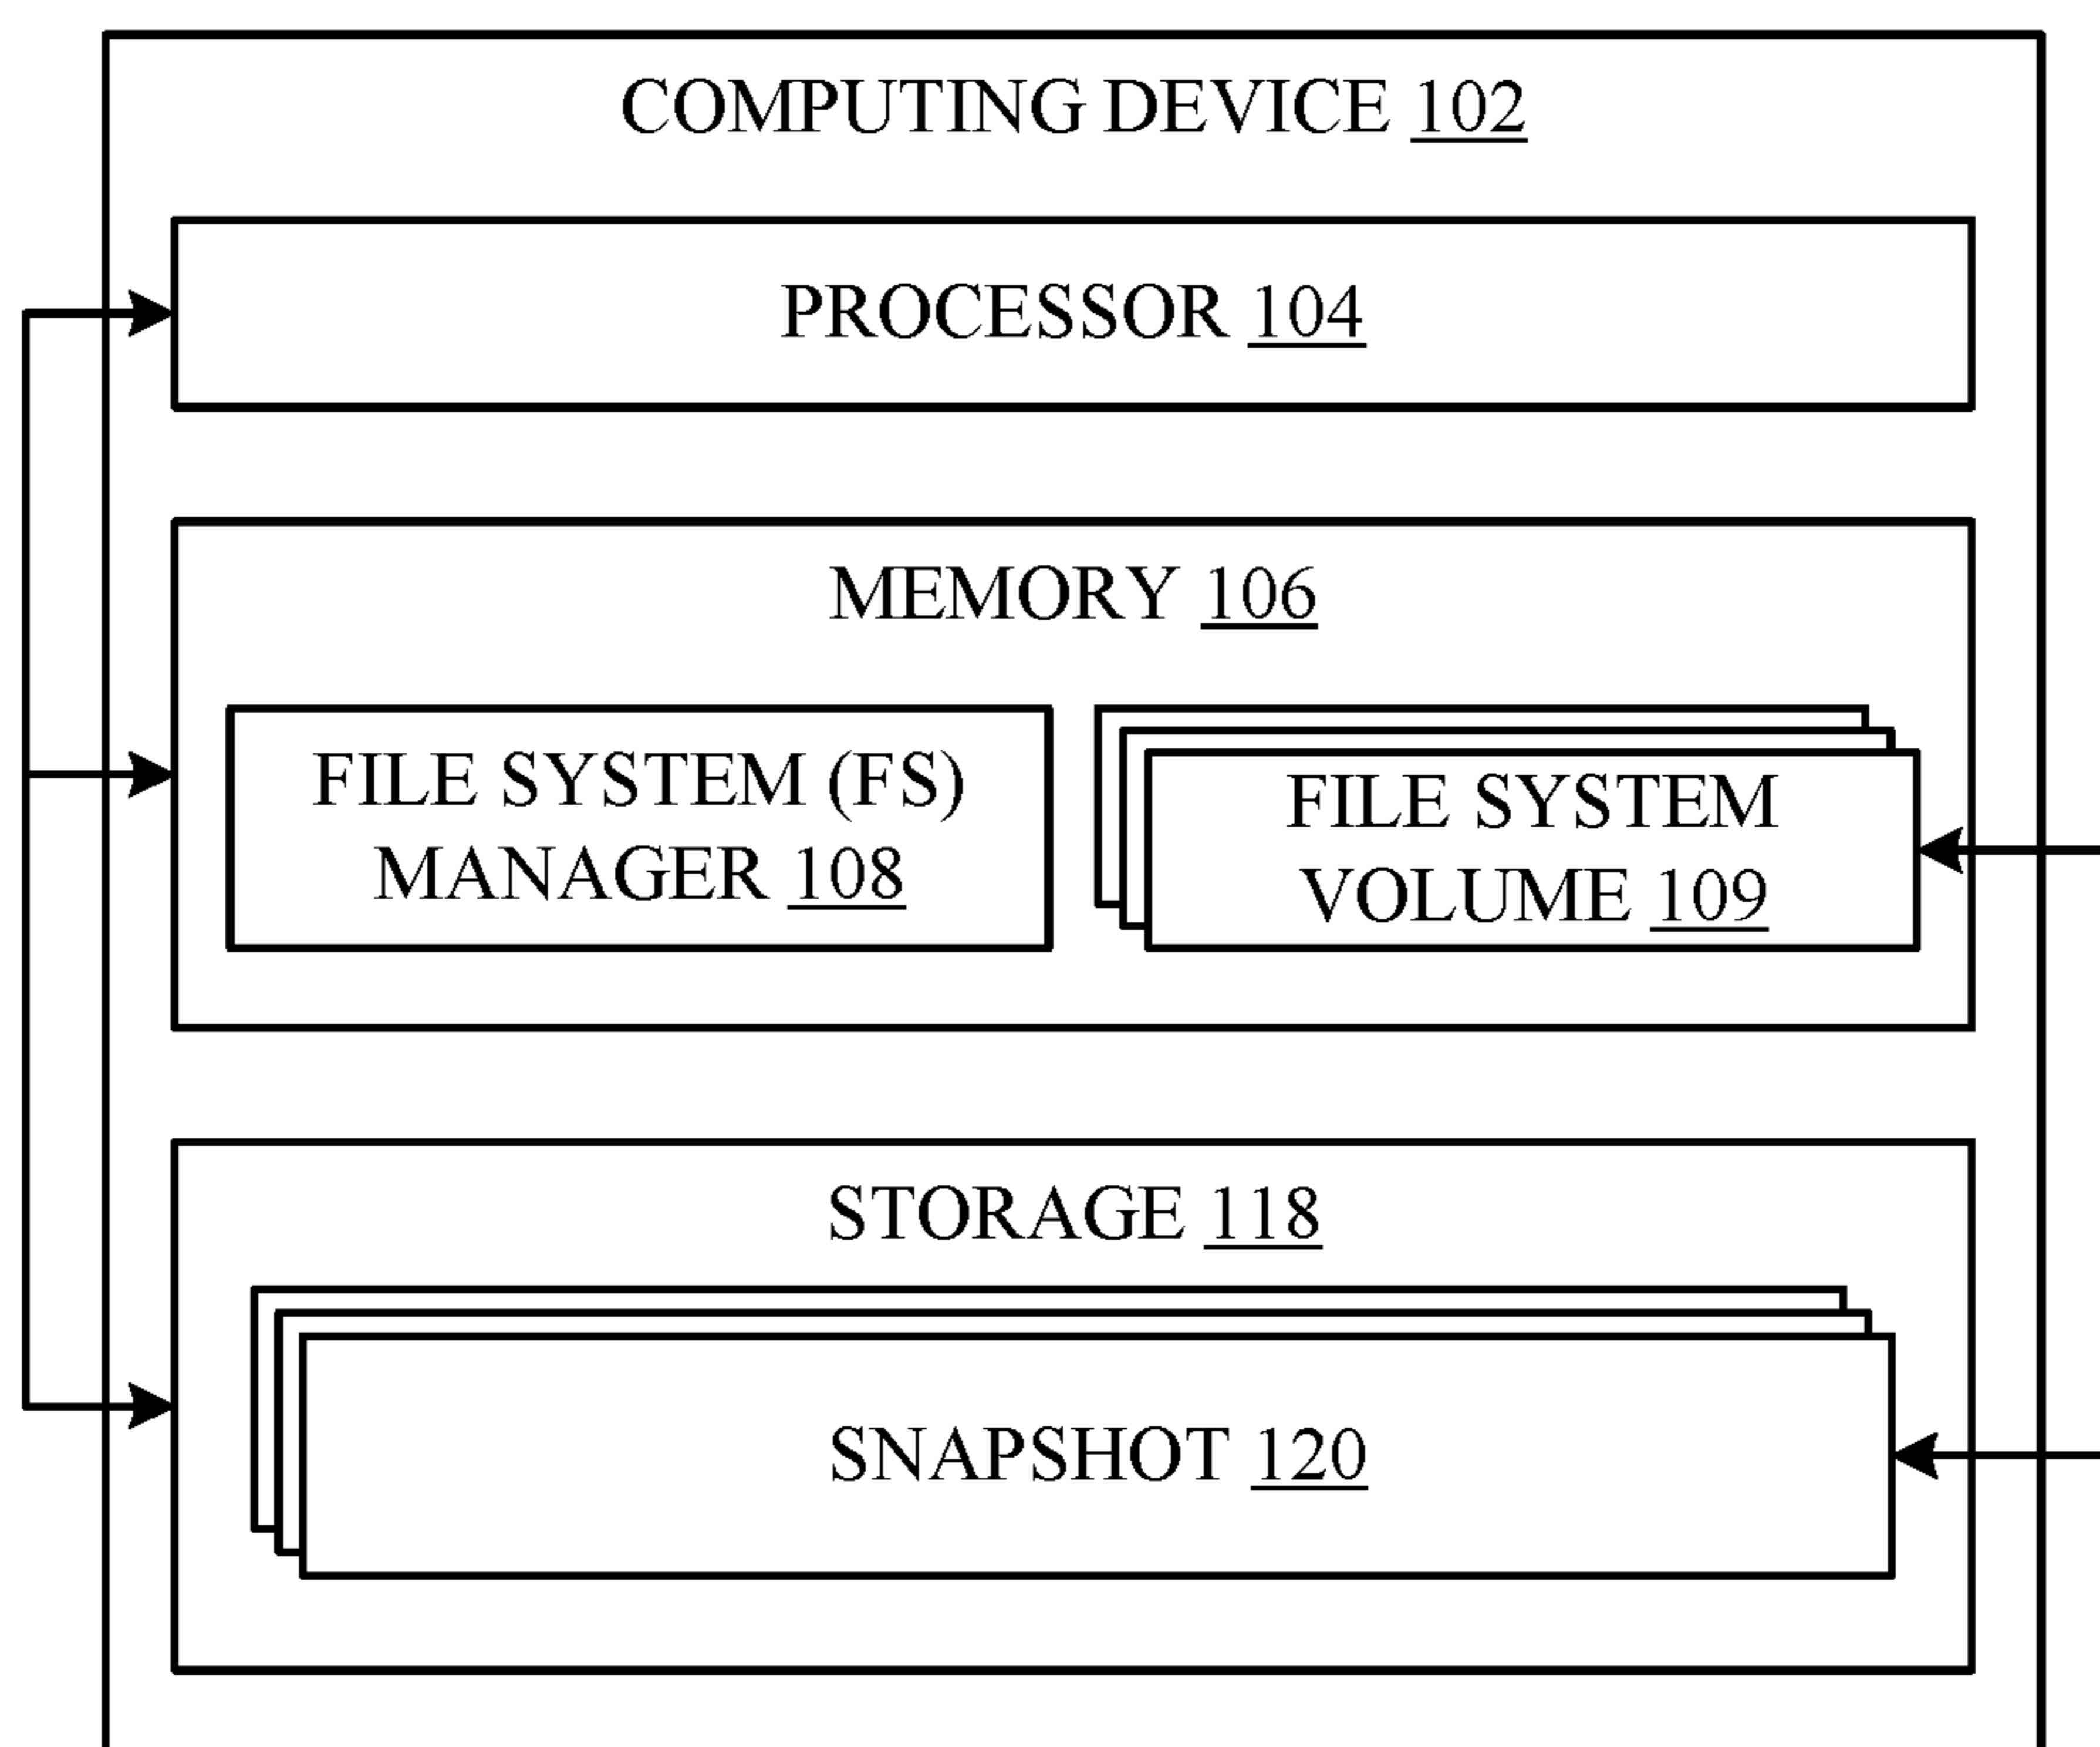 COMPUTING DEVICE 102
PROCESSOR 104
MEMORY 106
FILE SYSTEM (FS)
MANAGER 108
FILE SYSTEM
VOLUME 109
STORAGE 118
SNAPSHOT 120